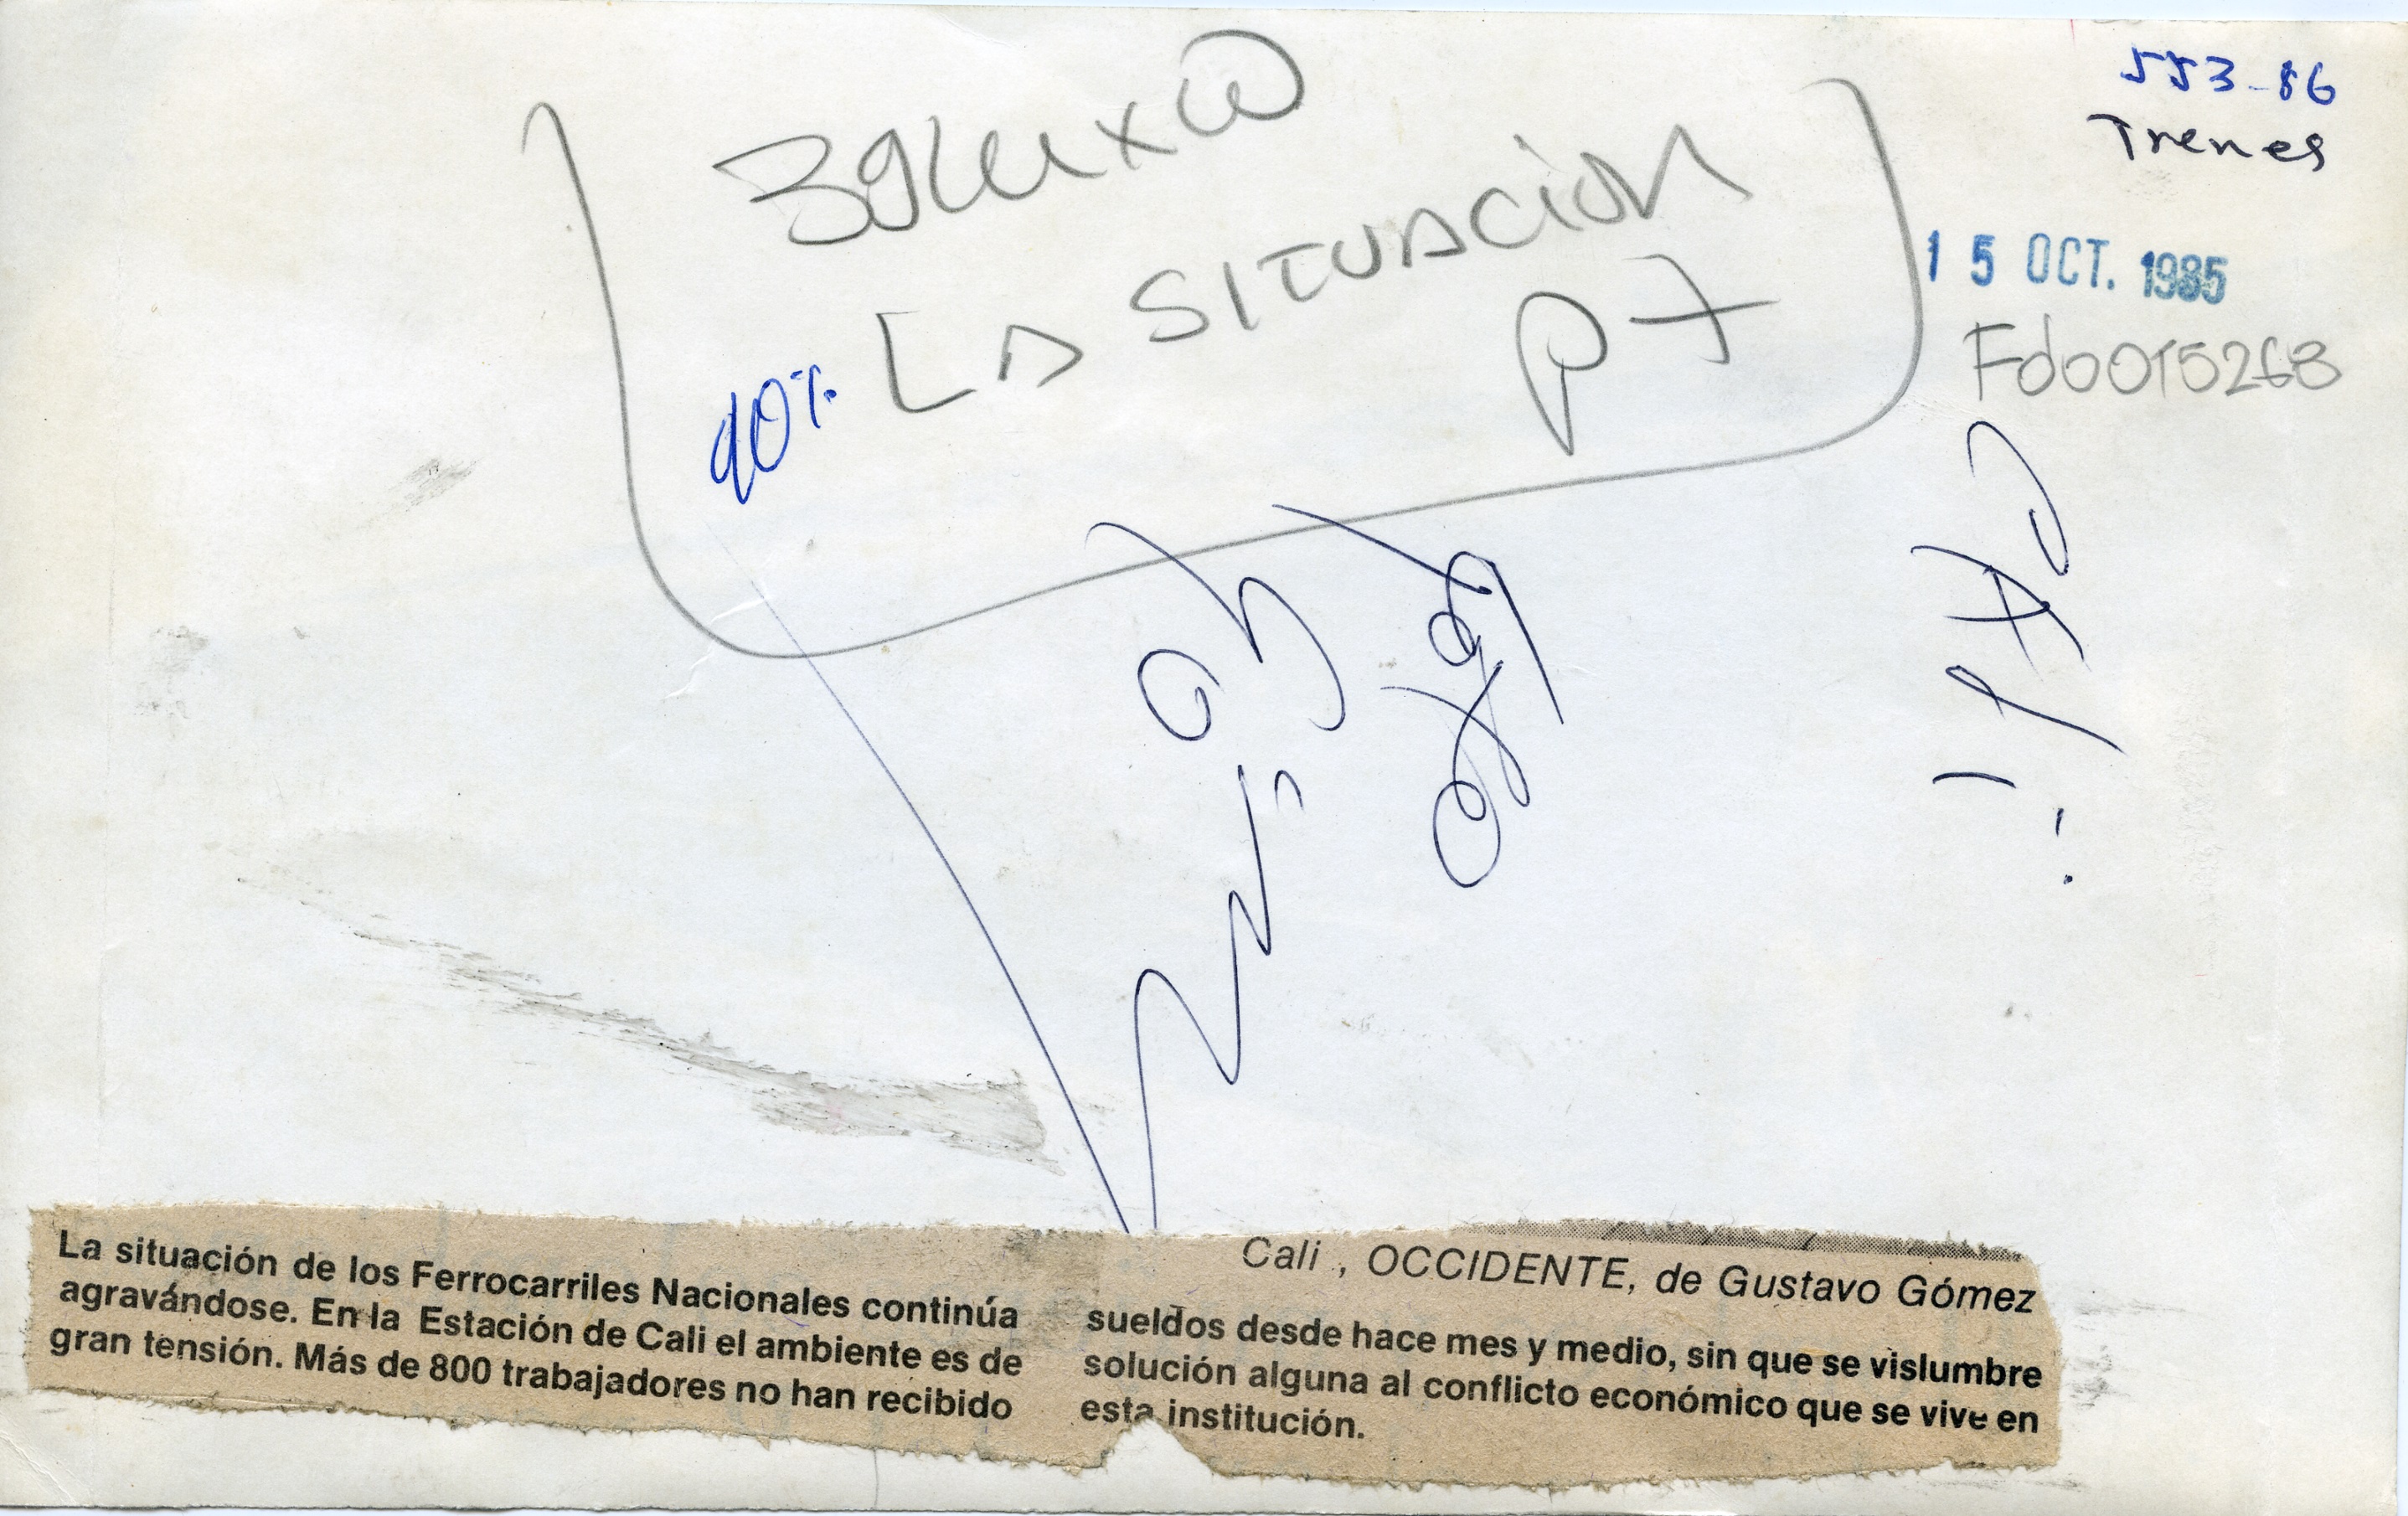 553-86
Trenes
15 OCT. 1985
Fdo0015268
LA SITUACION
P7
90%
CALI
Cali , OCCIDENTE, de Gustavo Gómez
La situación de los Ferrocarriles Nacionales continúa
agravándose. En la Estación de Cali el ambiente es de
gran tensión. Más de 800 trabajadores no han recibido
sueldos desde hace mes y medio, sin que se vislumbre
solución alguna al conflicto económico que se vive en
esta institución.